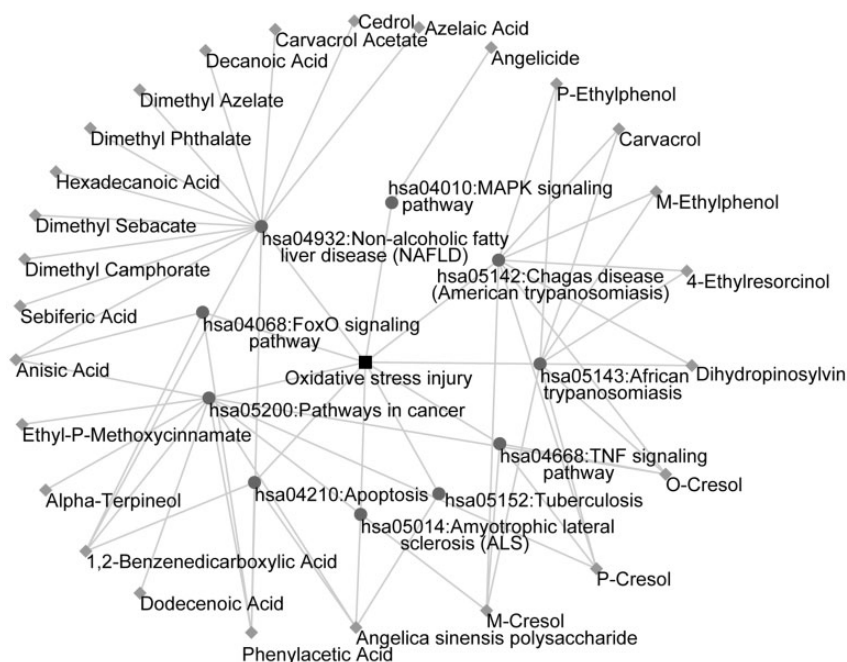 Cedrol
Azelaic Acid
Carvacrol Acetate
Angelicide
Decanoic Acid
P-Ethylphenol
Dimethyl Azelate
Dimethyl Phthalate
Carvacrol
Hexadecanoic Acid
hsa04010:MAPK signaling
pathway
M-Ethylphenol
Dimethyl Sebacate
hsa04932:Non-alcoholic fatty
liver disease (NAFLD)
Dimethyl Camphorate
hsa05142:Chagas disease
(American trypanosomiasis)
4-Ethylresorcinol
Sebiferic Acid
hsa04068:FoxO signaling
pathway
Anisic Acid
Oxidative stress injury
hsa05143:African
trypanosomiasis
Dihydropinosylvin
hsa05200:Pathways in cancer
Ethyl-P-Methoxycinnamate
hsa04668:TNF signaling
pathway
O-Cresol
Alpha-Terpineol
hsa04210:Apoptosis
hsa05152:Tuberculosis
hsa05014:Amyotrophic lateral
sclerosis (ALS)
1,2-Benzenedicarboxylic Acid
P-Cresol
Dodecenoic Acid
M-Cresol
Angelica sinensis polysaccharide
Phenylacetic Acid